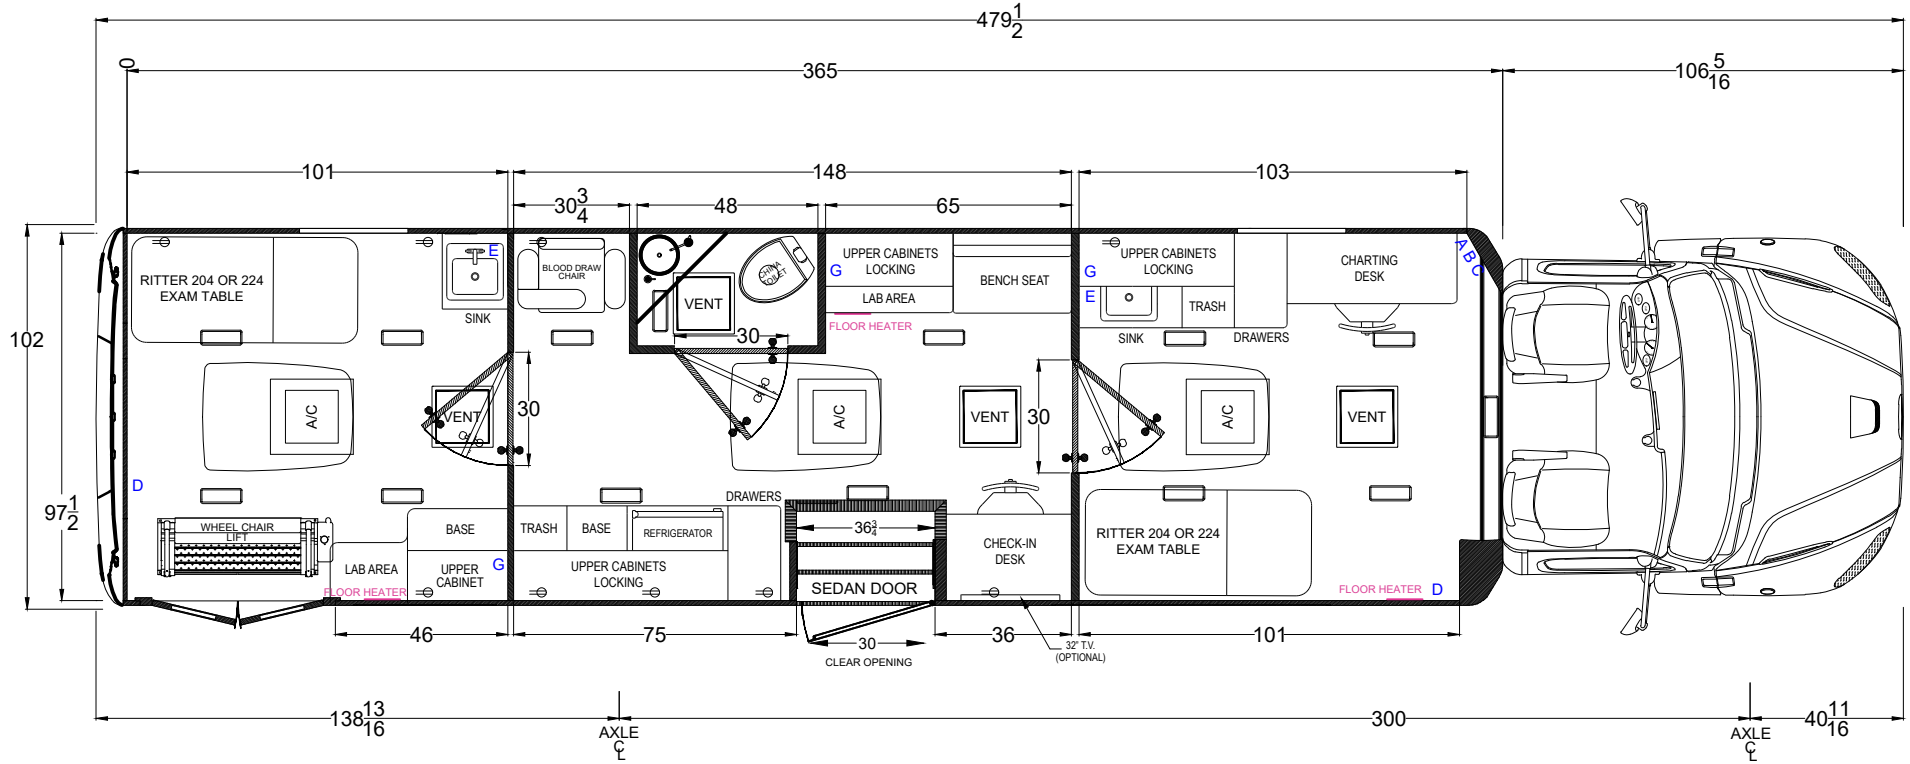 479 1/2
0
365
106 5/16
101
148
103
30 3/4
48
65
102
97 1/2
RITTER 204 OR 224
EXAM TABLE
E
SINK
BLOOD DRAW
CHAIR
VENT
CHINA
TOILET
30
UPPER CABINETS
LOCKING
G
LAB AREA
FLOOR HEATER
BENCH SEAT
UPPER CABINETS
LOCKING
G
E
SINK
TRASH
DRAWERS
CHARTING
DESK
A B C
A/C
VENT
30
A/C
VENT
30
A/C
VENT
D
WHEEL CHAIR
LIFT
LAB AREA
FLOOR HEATER
BASE
UPPER
CABINET
G
TRASH
BASE
REFRIGERATOR
DRAWERS
UPPER CABINETS
LOCKING
36 3/4
SEDAN DOOR
CHECK-IN
DESK
RITTER 204 OR 224
EXAM TABLE
FLOOR HEATER
D
46
75
30
CLEAR OPENING
36
32" T.V.
(OPTIONAL)
101
138 13/16
AXLE
CL
300
AXLE
CL
40 11/16